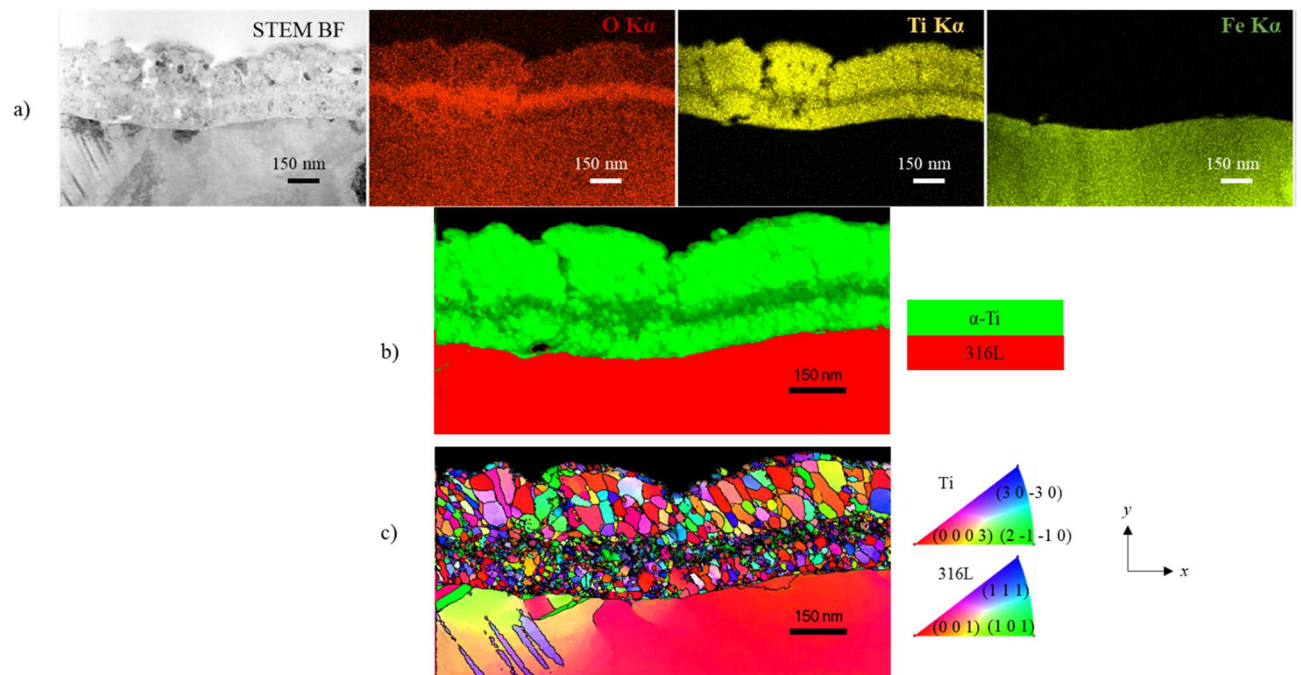 STEM BF
O Kα
Ti Kα
Fe Kα
a)
150 nm
150 nm
150 nm
150 nm
b)
α-Ti
316L
150 nm
c)
Ti
(3 0 -3 0)
(0 0 0 3) (2 -1 -1 0)
316L
(1 1 1)
(0 0 1) (1 0 1)
y
x
150 nm